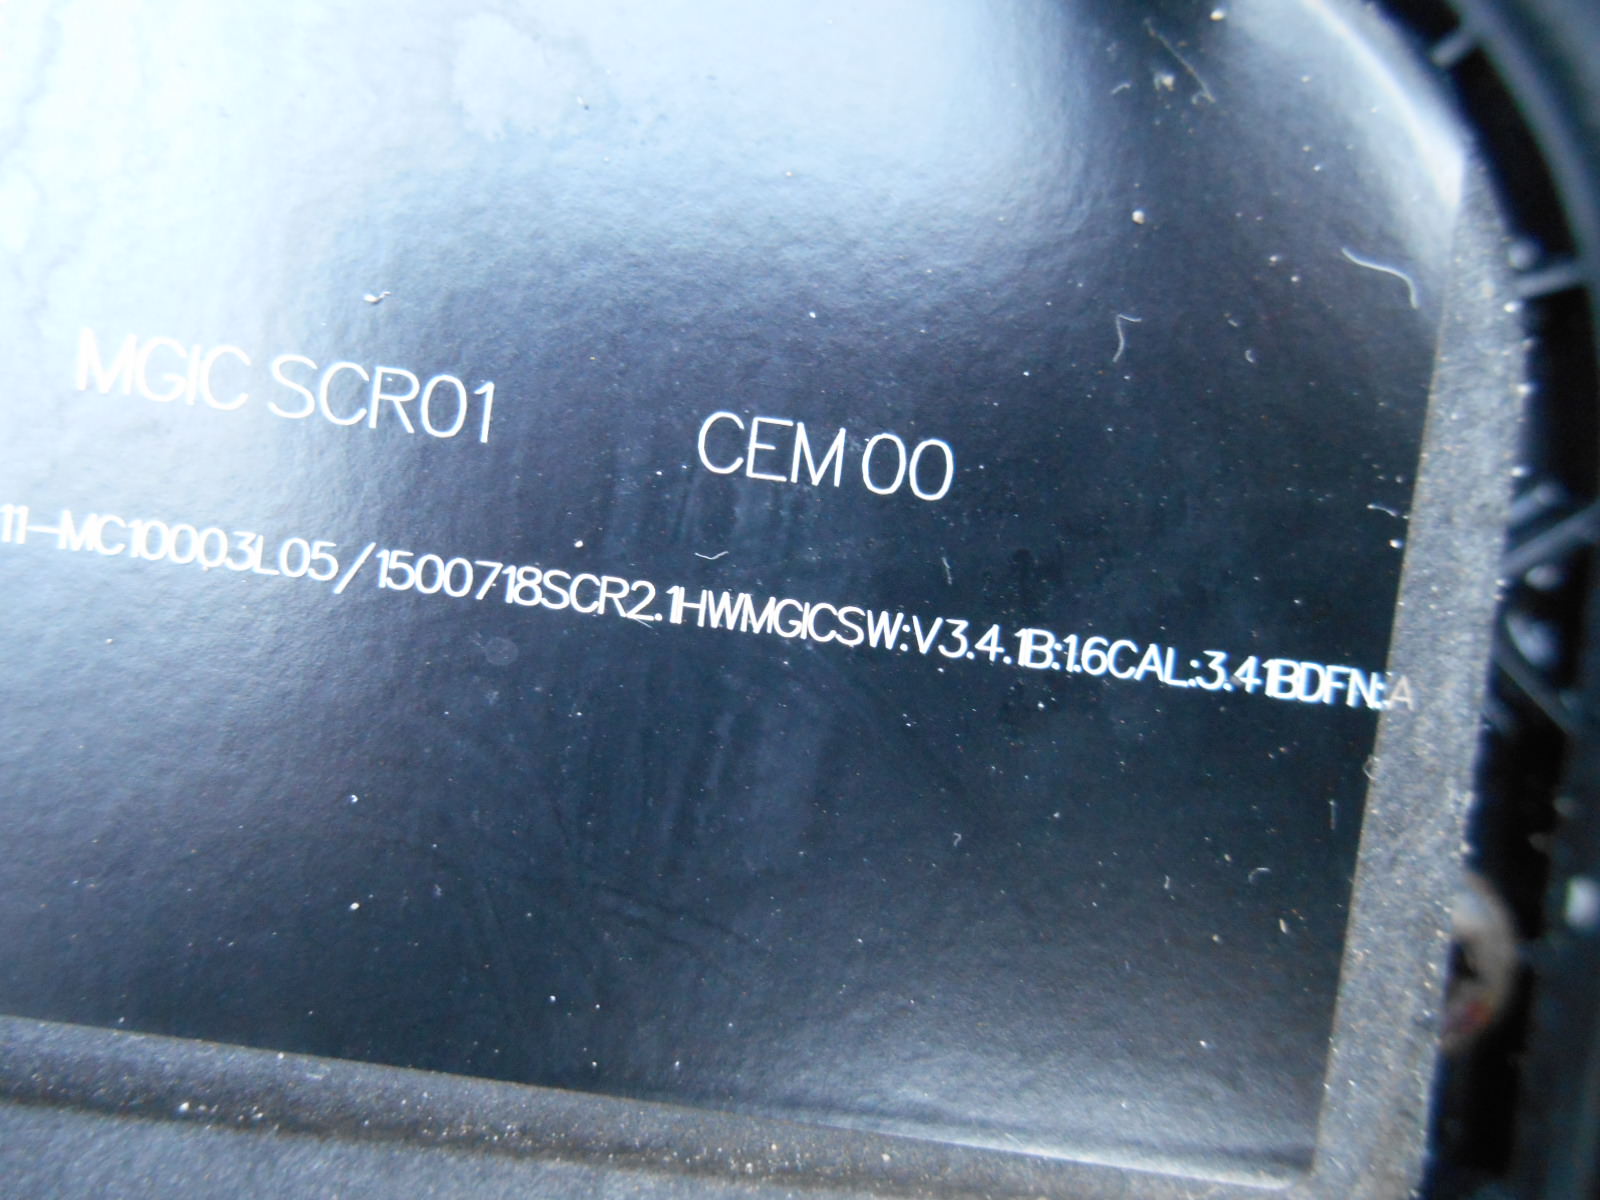 MGIC SCR01 CEM 00
11-MC10003L05/1500718SCR2.1HWMGICSW:V3.4.1B:1.6CAL:3.41BDFN:A